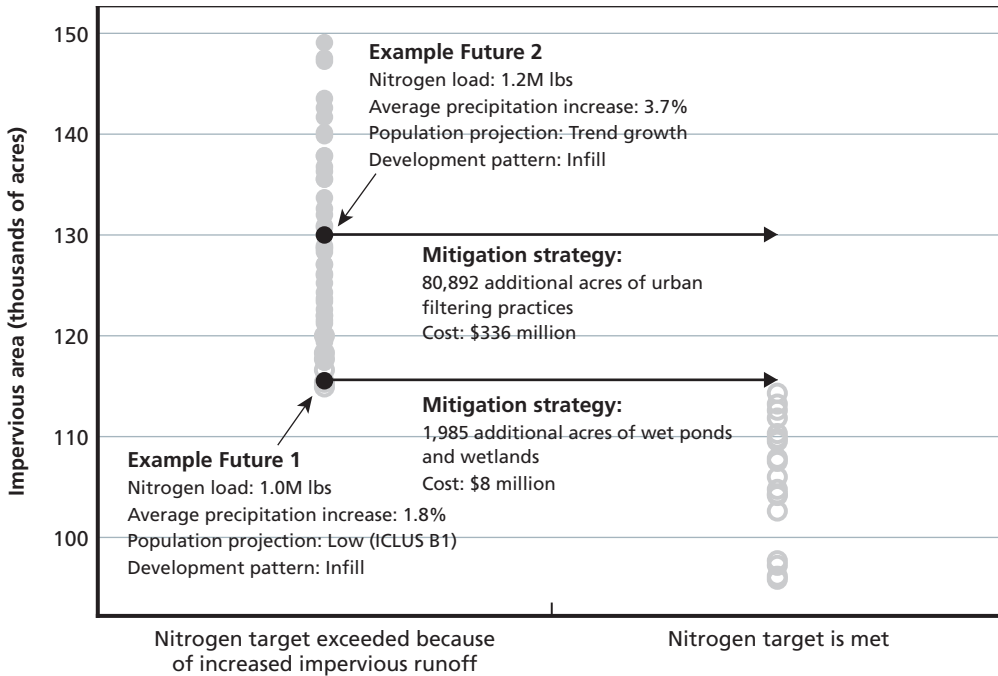 Impervious area (thousands of acres)
150
140
130
120
110
100
Example Future 2
Nitrogen load: 1.2M lbs
Average precipitation increase: 3.7%
Population projection: Trend growth
Development pattern: Infill
Mitigation strategy:
80,892 additional acres of urban
filtering practices
Cost: $336 million
Mitigation strategy:
1,985 additional acres of wet ponds
and wetlands
Cost: $8 million
Example Future 1
Nitrogen load: 1.0M lbs
Average precipitation increase: 1.8%
Population projection: Low (ICLUS B1)
Development pattern: Infill
Nitrogen target exceeded because
of increased impervious runoff
Nitrogen target is met